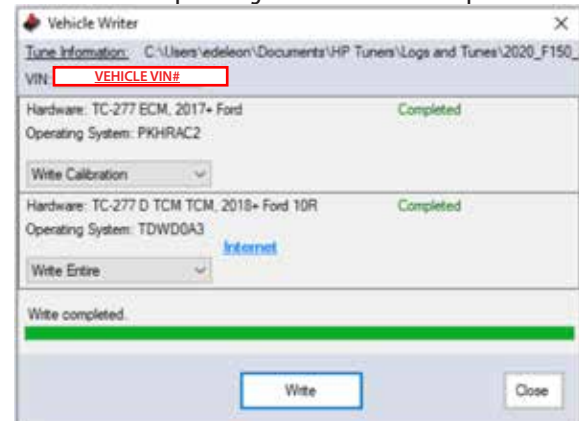 Vehicle Writer
Tune Information: C:\Users\edeleon\Documents\HP Tuners\Logs and Tunes\2020_F150_
VIN: VEHICLE VIN#
Hardware: TC-277 ECM, 2017+ Ford Completed
Operating System: PKHRAC2
Write Calibration
Hardware: TC-277 D TCM TCM, 2018+ Ford 10R Completed
Operating System: TDWD0A3
Internet
Write Entire
Write completed.
Write Close